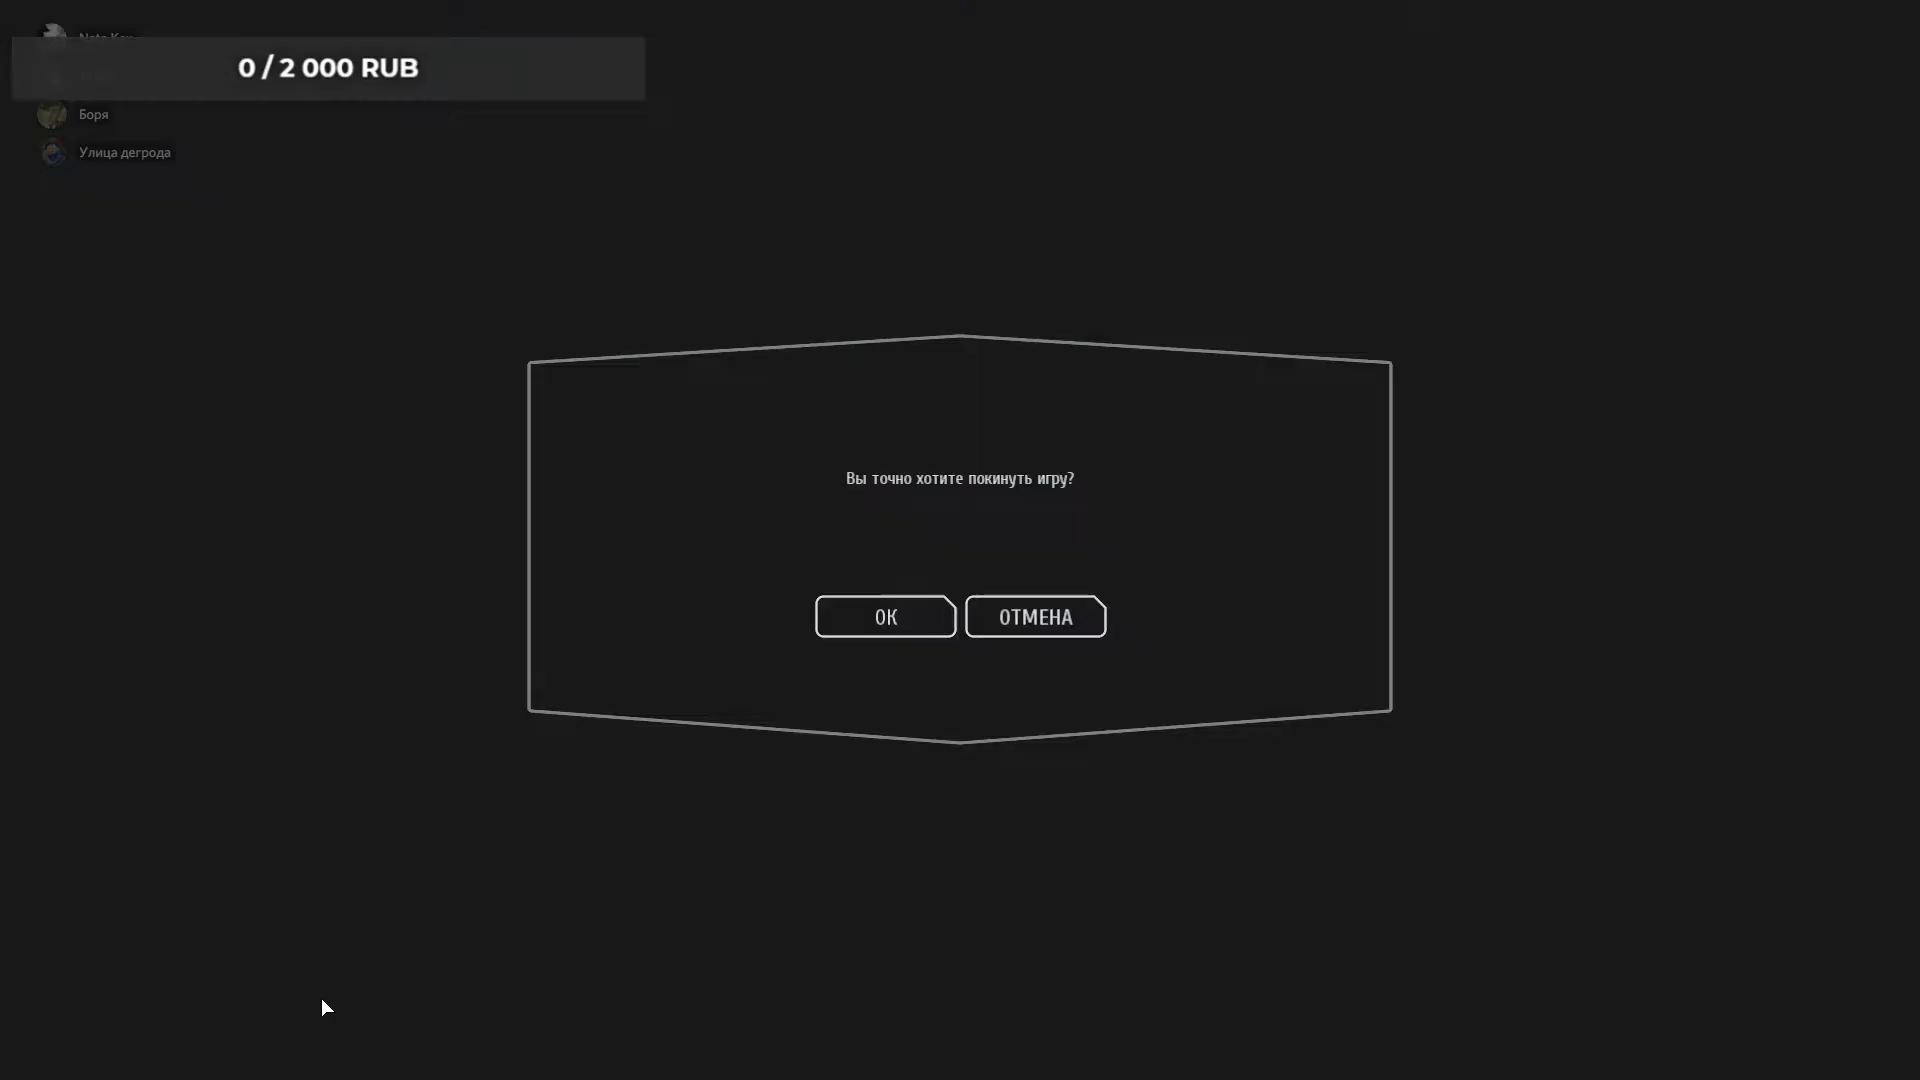 0 / 2 000 RUB
Боря
Улица дегрода
Вы точно хотите покинуть игру?
ОК
ОТМЕНА